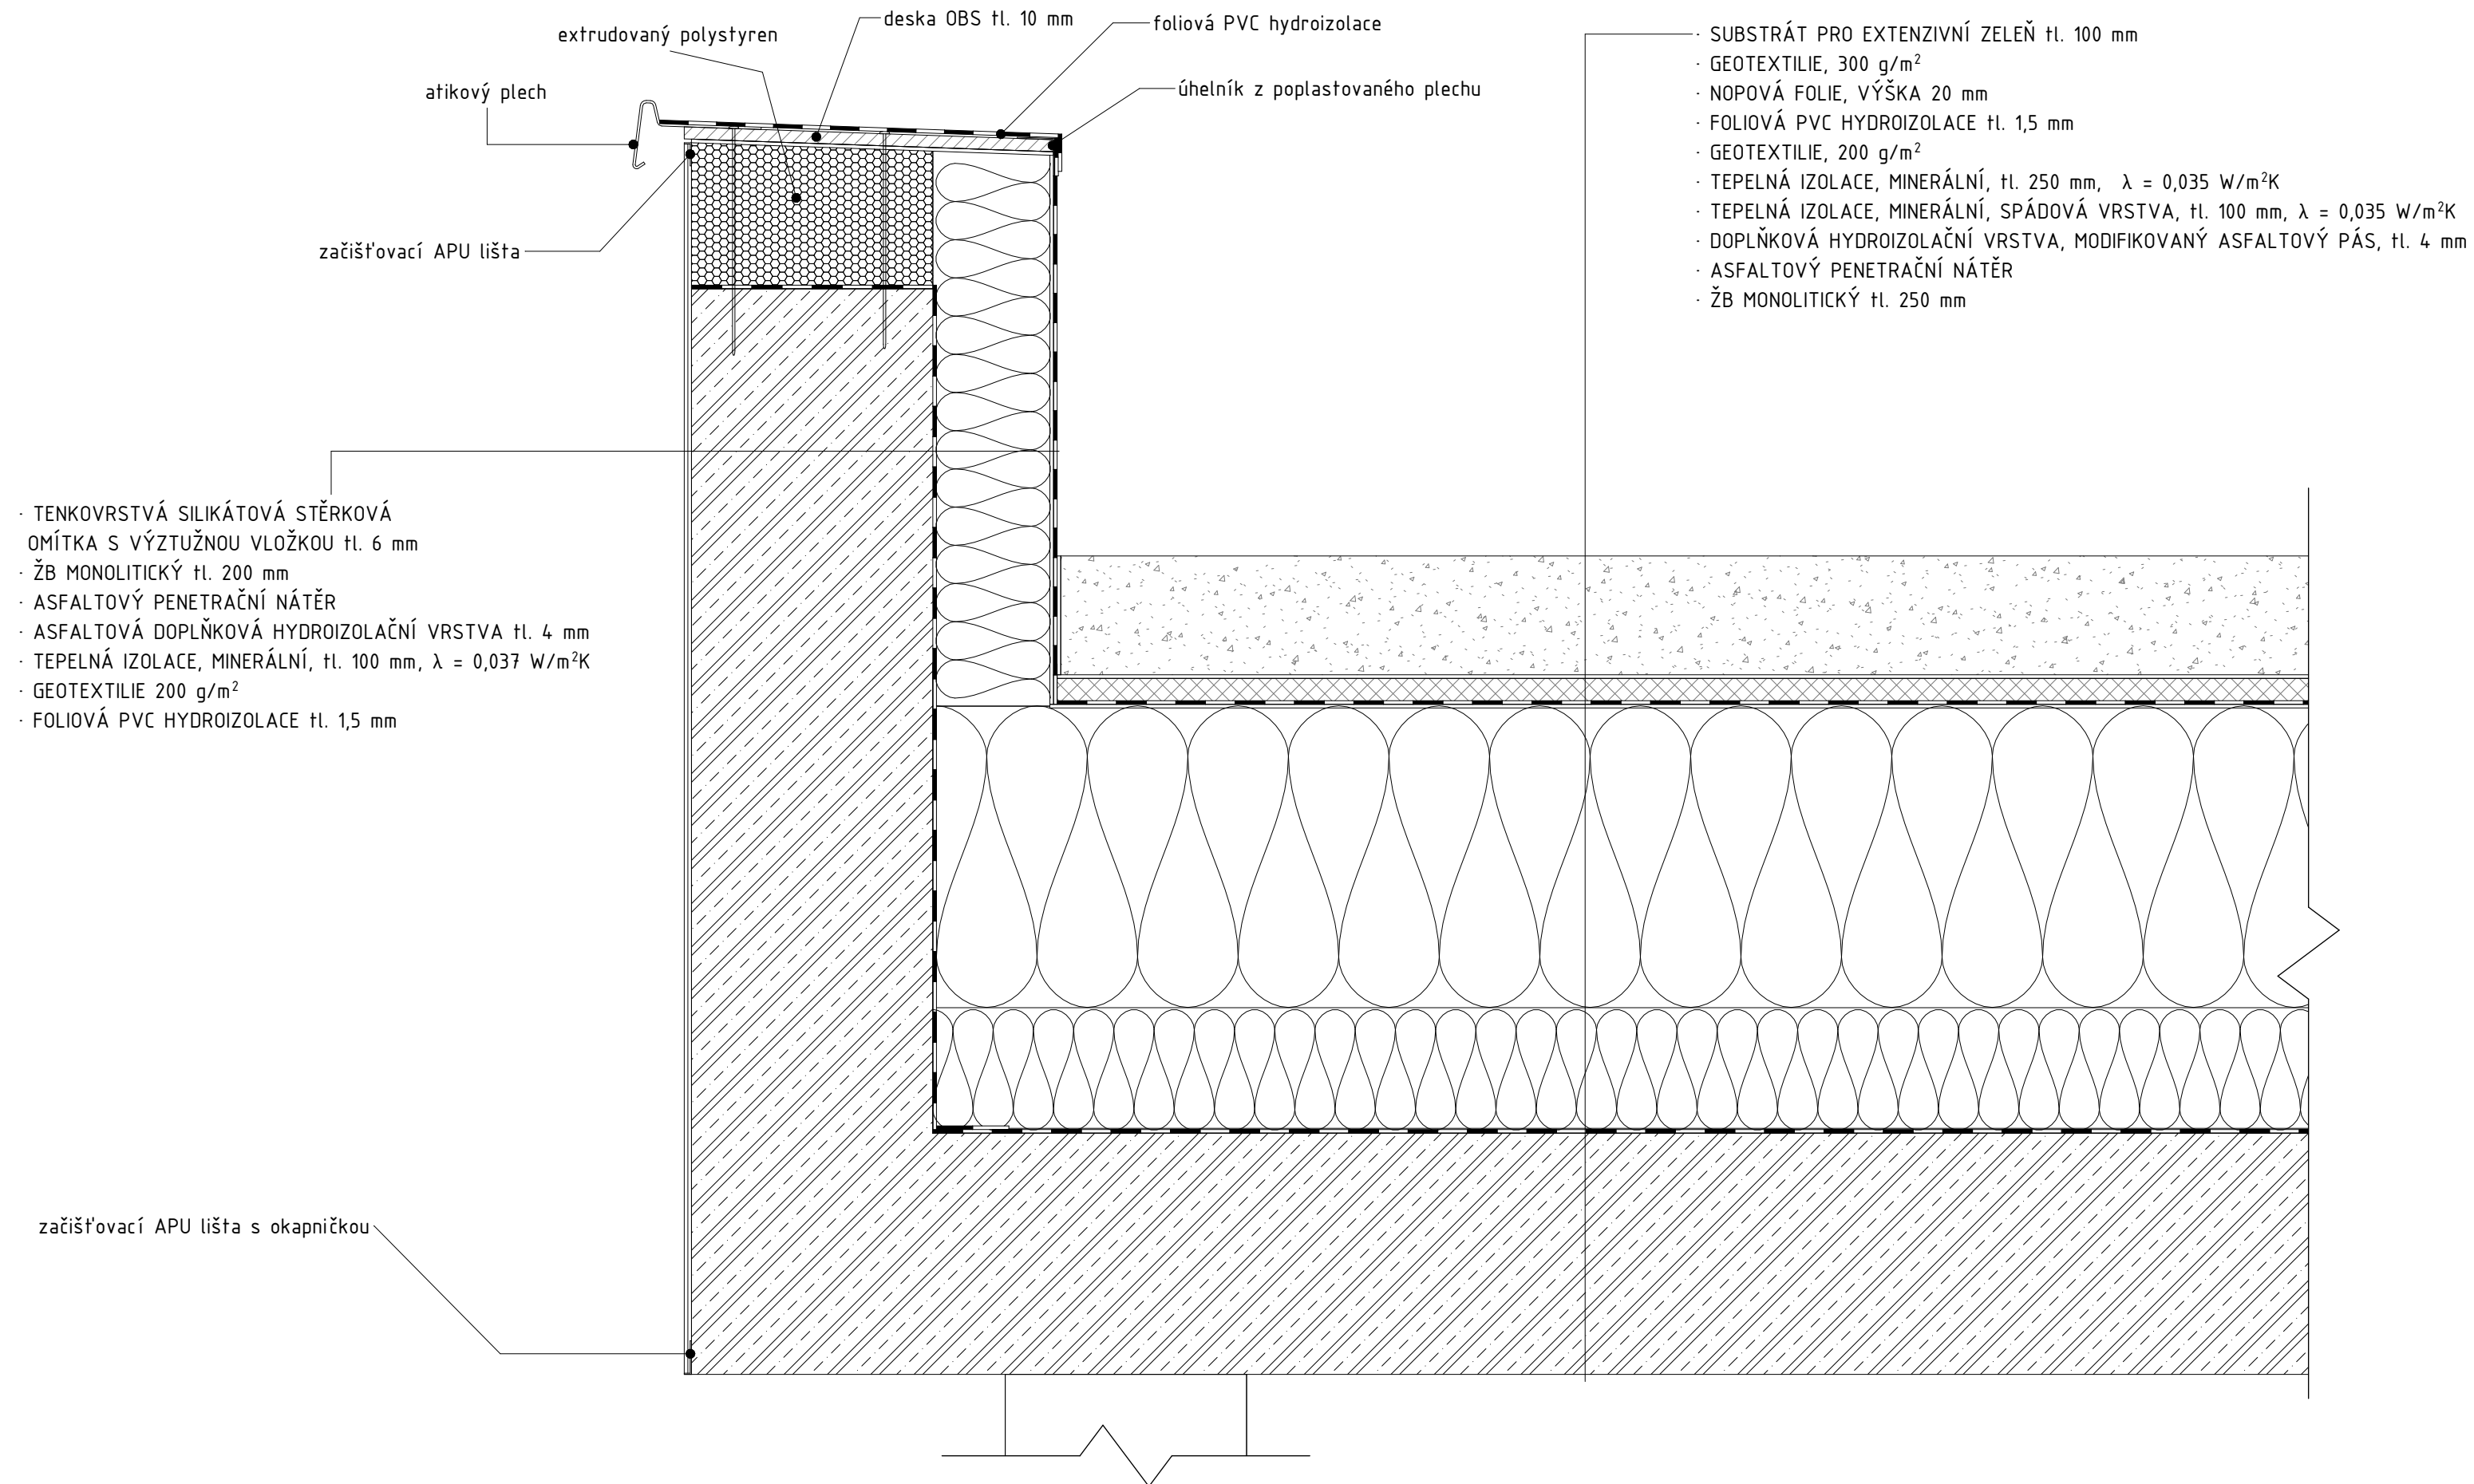 deska OBS tl. 10 mm
extrudovaný polystyren
foliová PVC hydroizolace
atikový plech
úhelník z poplastovaného plechu
začišťovací APU lišta
· SUBSTRÁT PRO EXTENZIVNÍ ZELEŇ tl. 100 mm
· GEOTEXTILIE, 300 g/m²
· NOPOVÁ FOLIE, VÝŠKA 20 mm
· FOLIOVÁ PVC HYDROIZOLACE tl. 1,5 mm
· GEOTEXTILIE, 200 g/m²
· TEPELNÁ IZOLACE, MINERÁLNÍ, tl. 250 mm, λ = 0,035 W/m²K
· TEPELNÁ IZOLACE, MINERÁLNÍ, SPÁDOVÁ VRSTVA, tl. 100 mm, λ = 0,035 W/m²K
· DOPLŇKOVÁ HYDROIZOLAČNÍ VRSTVA, MODIFIKOVANÝ ASFALTOVÝ PÁS, tl. 4 mm
· ASFALTOVÝ PENETRAČNÍ NÁTĚR
· ŽB MONOLITICKÝ tl. 250 mm
· TENKOVRSTVÁ SILIKÁTOVÁ STĚRKOVÁ
OMÍTKA S VÝZTUŽNOU VLOŽKOU tl. 6 mm
· ŽB MONOLITICKÝ tl. 200 mm
· ASFALTOVÝ PENETRAČNÍ NÁTĚR
· ASFALTOVÁ DOPLŇKOVÁ HYDROIZOLAČNÍ VRSTVA tl. 4 mm
· TEPELNÁ IZOLACE, MINERÁLNÍ, tl. 100 mm, λ = 0,037 W/m²K
· GEOTEXTILIE 200 g/m²
· FOLIOVÁ PVC HYDROIZOLACE tl. 1,5 mm
začišťovací APU lišta s okapničkou